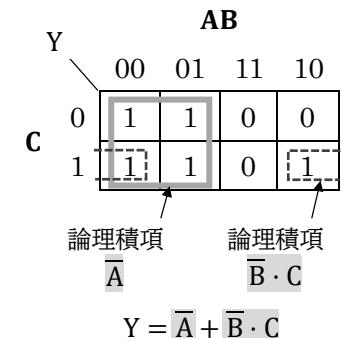 AB
Y
00 01 11 10
0 1 1 0 0
C
1 1 1 0 1
論理積項 論理積項
A̅ B̅ · C
Y = A̅ + B̅ · C